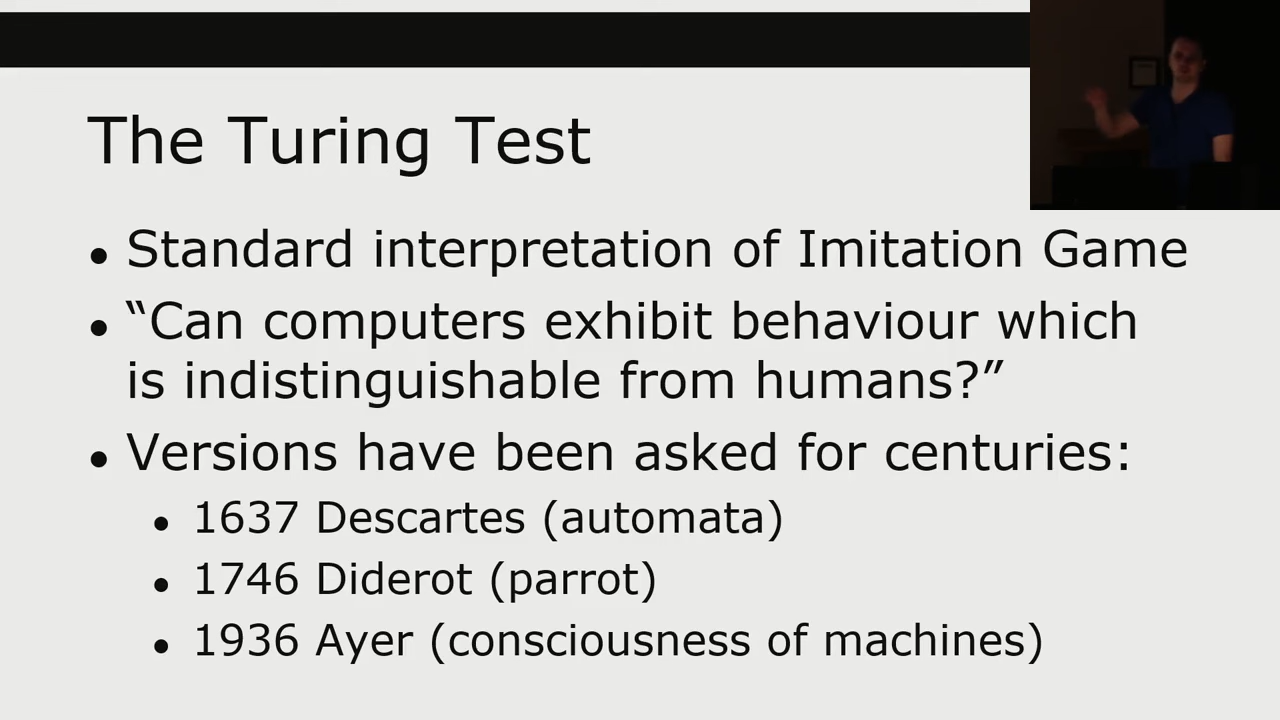 The Turing Test
• Standard interpretation of Imitation Game
• “Can computers exhibit behaviour which
is indistinguishable from humans?”
• Versions have been asked for centuries:
• 1637 Descartes (automata)
• 1746 Diderot (parrot)
• 1936 Ayer (consciousness of machines)